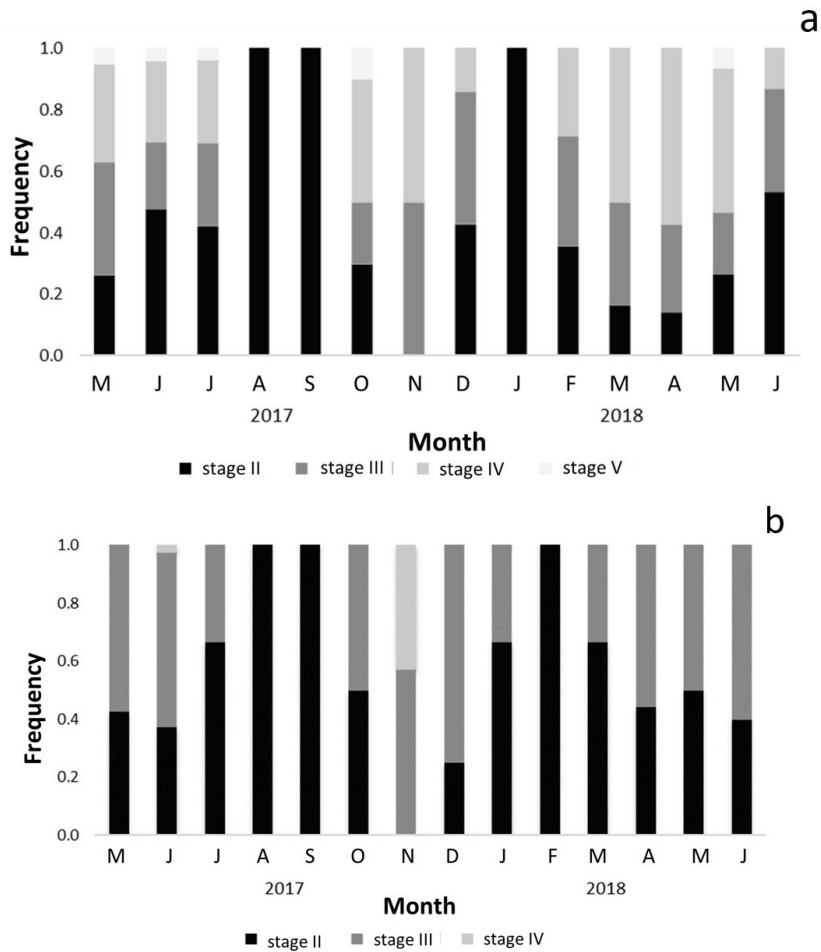 a
1.0
0.8
0.6
0.4
0.2
0.0
Frequency
M J J A S O N D J F M A M J
2017 2018
Month
stage II stage III stage IV stage V
b
1.0
0.8
0.6
0.4
0.2
0.0
Frequency
M J J A S O N D J F M A M J
2017 2018
Month
stage II stage III stage IV